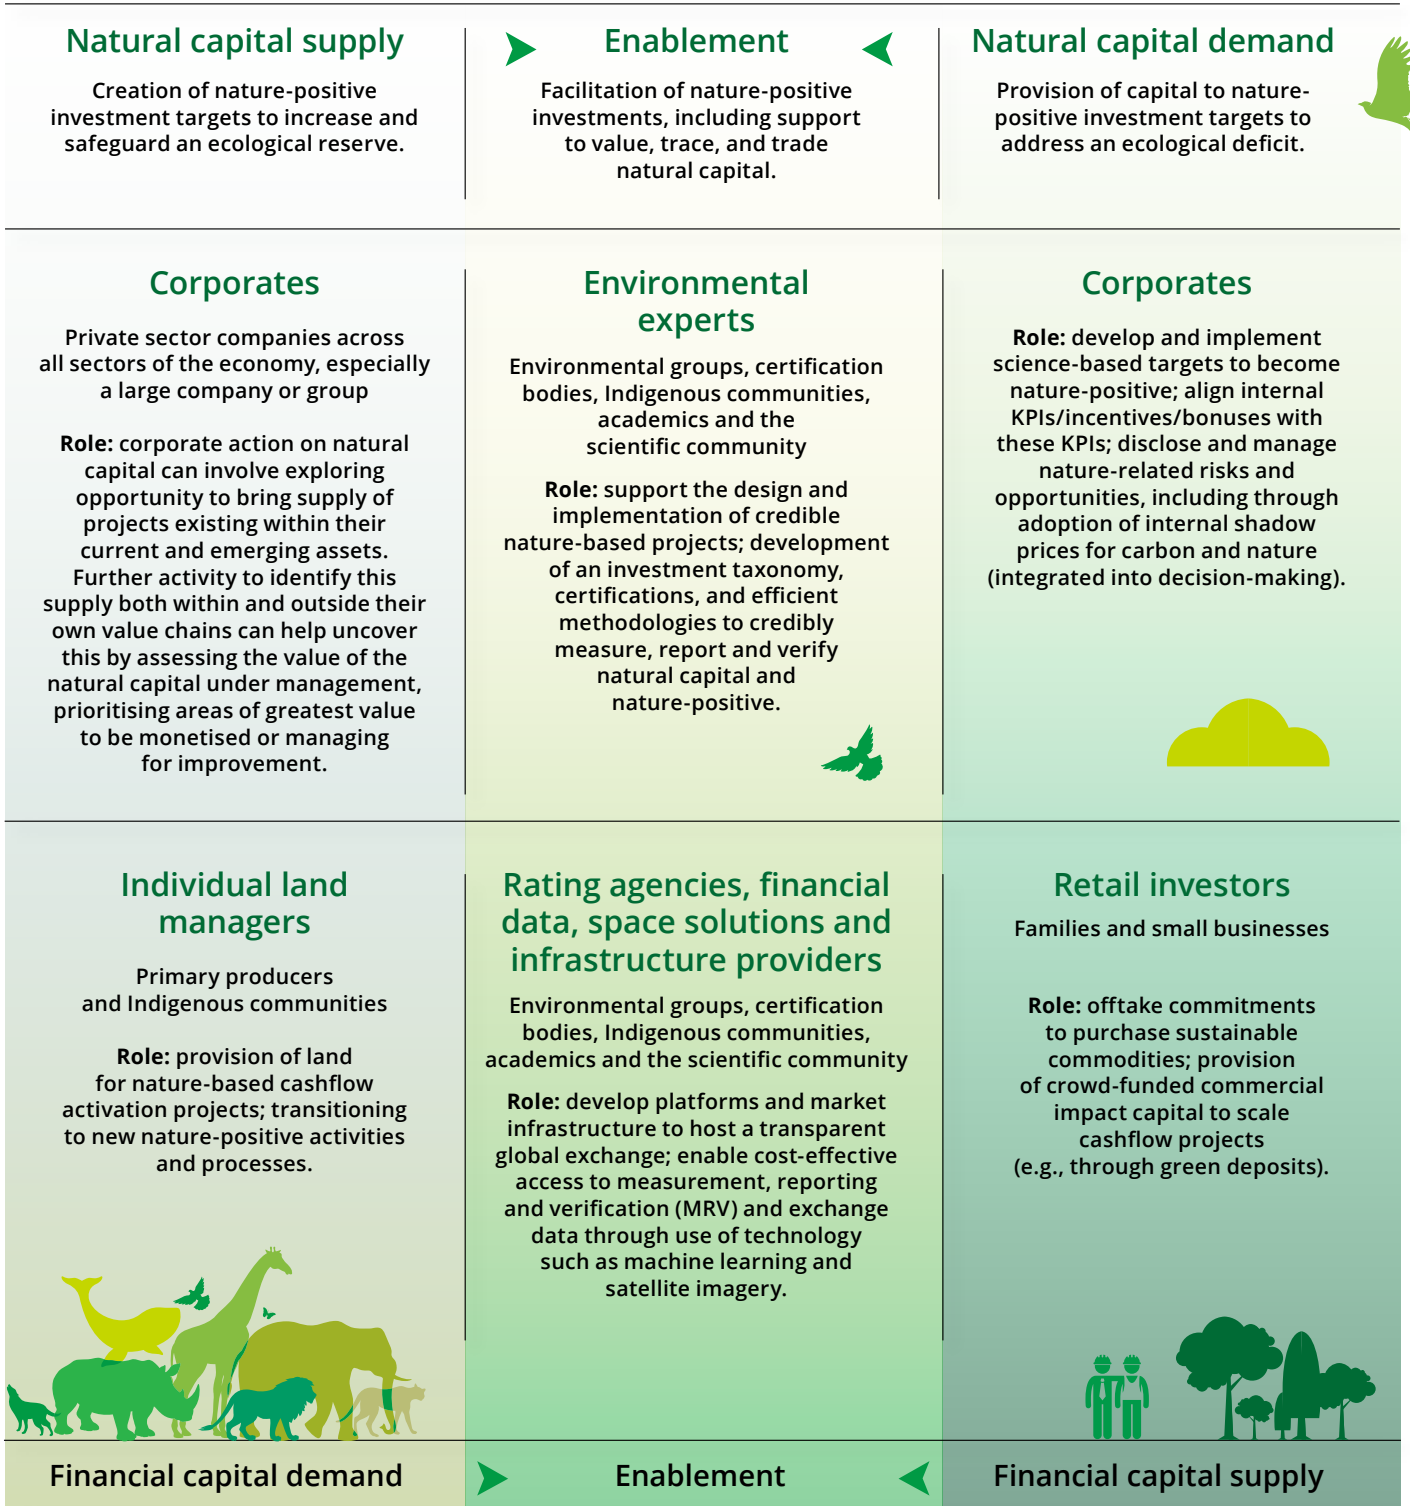 Natural capital supply
Creation of nature-positive
investment targets to increase and
safeguard an ecological reserve.
Enablement
Facilitation of nature-positive
investments, including support
to value, trace, and trade
natural capital.
Natural capital demand
Provision of capital to nature-
positive investment targets to
address an ecological deficit.
Corporates
Private sector companies across
all sectors of the economy, especially
a large company or group
Role: corporate action on natural
capital can involve exploring
opportunity to bring supply of
projects existing within their
current and emerging assets.
Further activity to identify this
supply both within and outside their
own value chains can help uncover
this by assessing the value of the
natural capital under management,
prioritising areas of greatest value
to be monetised or managing
for improvement.
Environmental
experts
Environmental groups, certification
bodies, Indigenous communities,
academics and the
scientific community
Role: support the design and
implementation of credible
nature-based projects; development
of an investment taxonomy,
certifications, and efficient
methodologies to credibly
measure, report and verify
natural capital and
nature-positive.
Corporates
Role: develop and implement
science-based targets to become
nature-positive; align internal
KPIs/incentives/bonuses with
these KPIs; disclose and manage
nature-related risks and
opportunities, including through
adoption of internal shadow
prices for carbon and nature
(integrated into decision-making).
Individual land
managers
Primary producers
and Indigenous communities
Role: provision of land
for nature-based cashflow
activation projects; transitioning
to new nature-positive activities
and processes.
Rating agencies, financial
data, space solutions and
infrastructure providers
Environmental groups, certification
bodies, Indigenous communities,
academics and the scientific community
Role: develop platforms and market
infrastructure to host a transparent
global exchange; enable cost-effective
access to measurement, reporting
and verification (MRV) and exchange
data through use of technology
such as machine learning and
satellite imagery.
Retail investors
Families and small businesses
Role: offtake commitments
to purchase sustainable
commodities; provision
of crowd-funded commercial
impact capital to scale
cashflow projects
(e.g., through green deposits).
Financial capital demand
Enablement
Financial capital supply